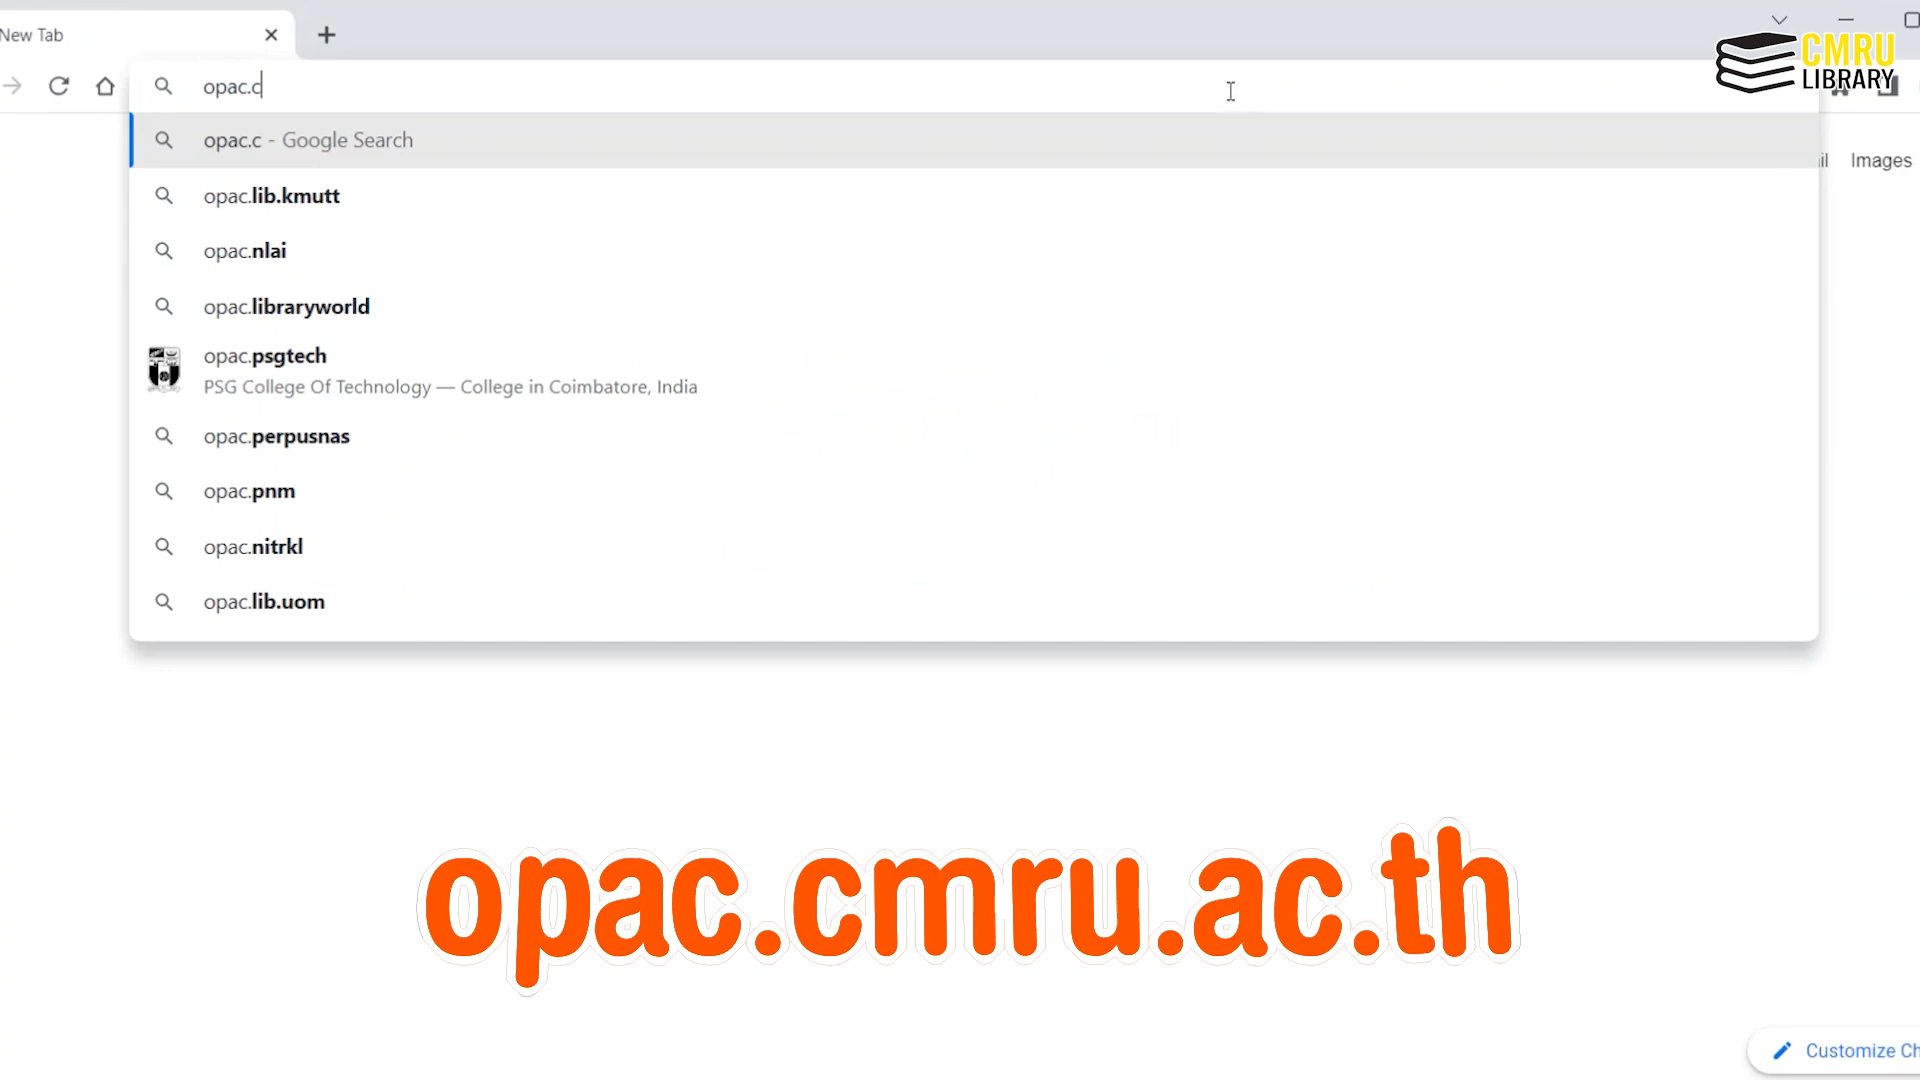 New Tab
CMRU
LIBRARY
opac.c
opac.c - Google Search
il Images
opac.lib.kmutt
opac.nlai
opac.libraryworld
opac.psgtech
PSG College Of Technology — College in Coimbatore, India
opac.perpusnas
opac.pnm
opac.nitrkl
opac.lib.uom
opac.cmru.ac.th
Customize Ch